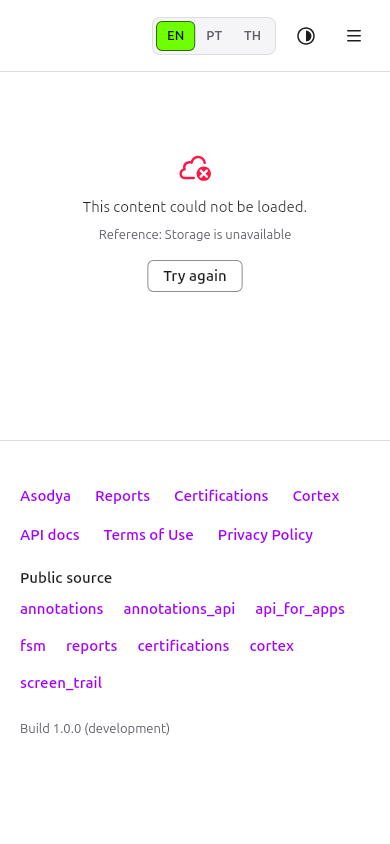 EN PT TH
This content could not be loaded.
Reference: Storage is unavailable
Try again
Asodya Reports Certifications Cortex
API docs Terms of Use Privacy Policy
Public source
annotations annotations_api api_for_apps
fsm reports certifications cortex
screen_trail
Build 1.0.0 (development)